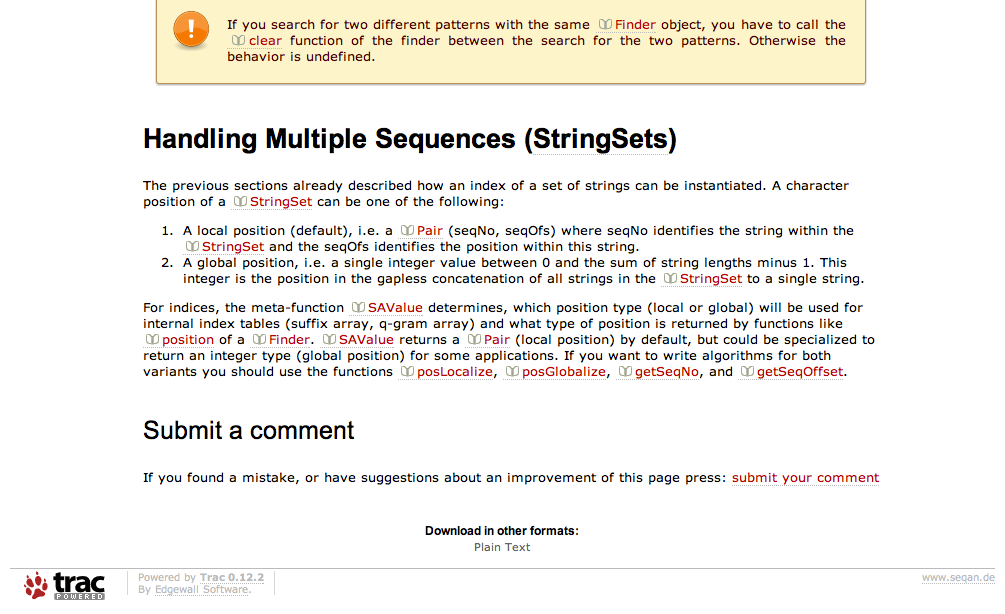 If you search for two different patterns with the same Finder object, you have to call the
clear function of the finder between the search for the two patterns. Otherwise the
behavior is undefined.
Handling Multiple Sequences (StringSets)
The previous sections already described how an index of a set of strings can be instantiated. A character
position of a StringSet can be one of the following:
1. A local position (default), i.e. a Pair (seqNo, seqOfs) where seqNo identifies the string within the
StringSet and the seqOfs identifies the position within this string.
2. A global position, i.e. a single integer value between 0 and the sum of string lengths minus 1. This
integer is the position in the gapless concatenation of all strings in the StringSet to a single string.
For indices, the meta-function SAValue determines, which position type (local or global) will be used for
internal index tables (suffix array, q-gram array) and what type of position is returned by functions like
position of a Finder. SAValue returns a Pair (local position) by default, but could be specialized to
return an integer type (global position) for some applications. If you want to write algorithms for both
variants you should use the functions posLocalize, posGlobalize, getSeqNo, and getSeqOffset.
Submit a comment
If you found a mistake, or have suggestions about an improvement of this page press: submit your comment
Download in other formats:
Plain Text
trac
POWERED
Powered by Trac 0.12.2
By Edgewall Software.
www.seqan.de